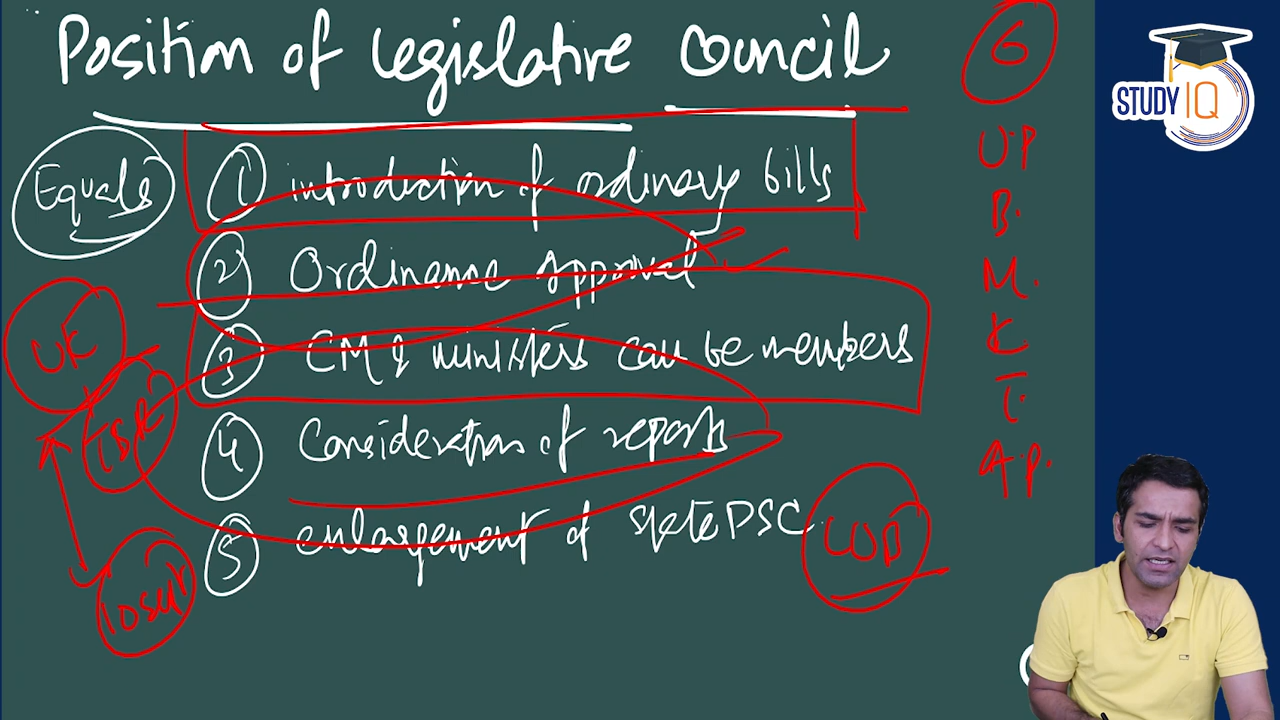 Position of legislative council
Equals
① introduction of ordinary bills
② Ordinance approval
③ CM & ministers can be members
④ Consideration of reports
⑤ enlargement of state PSC
UK
6
U.P
B.
M.
K
T.
A.P.
STUDY IQ